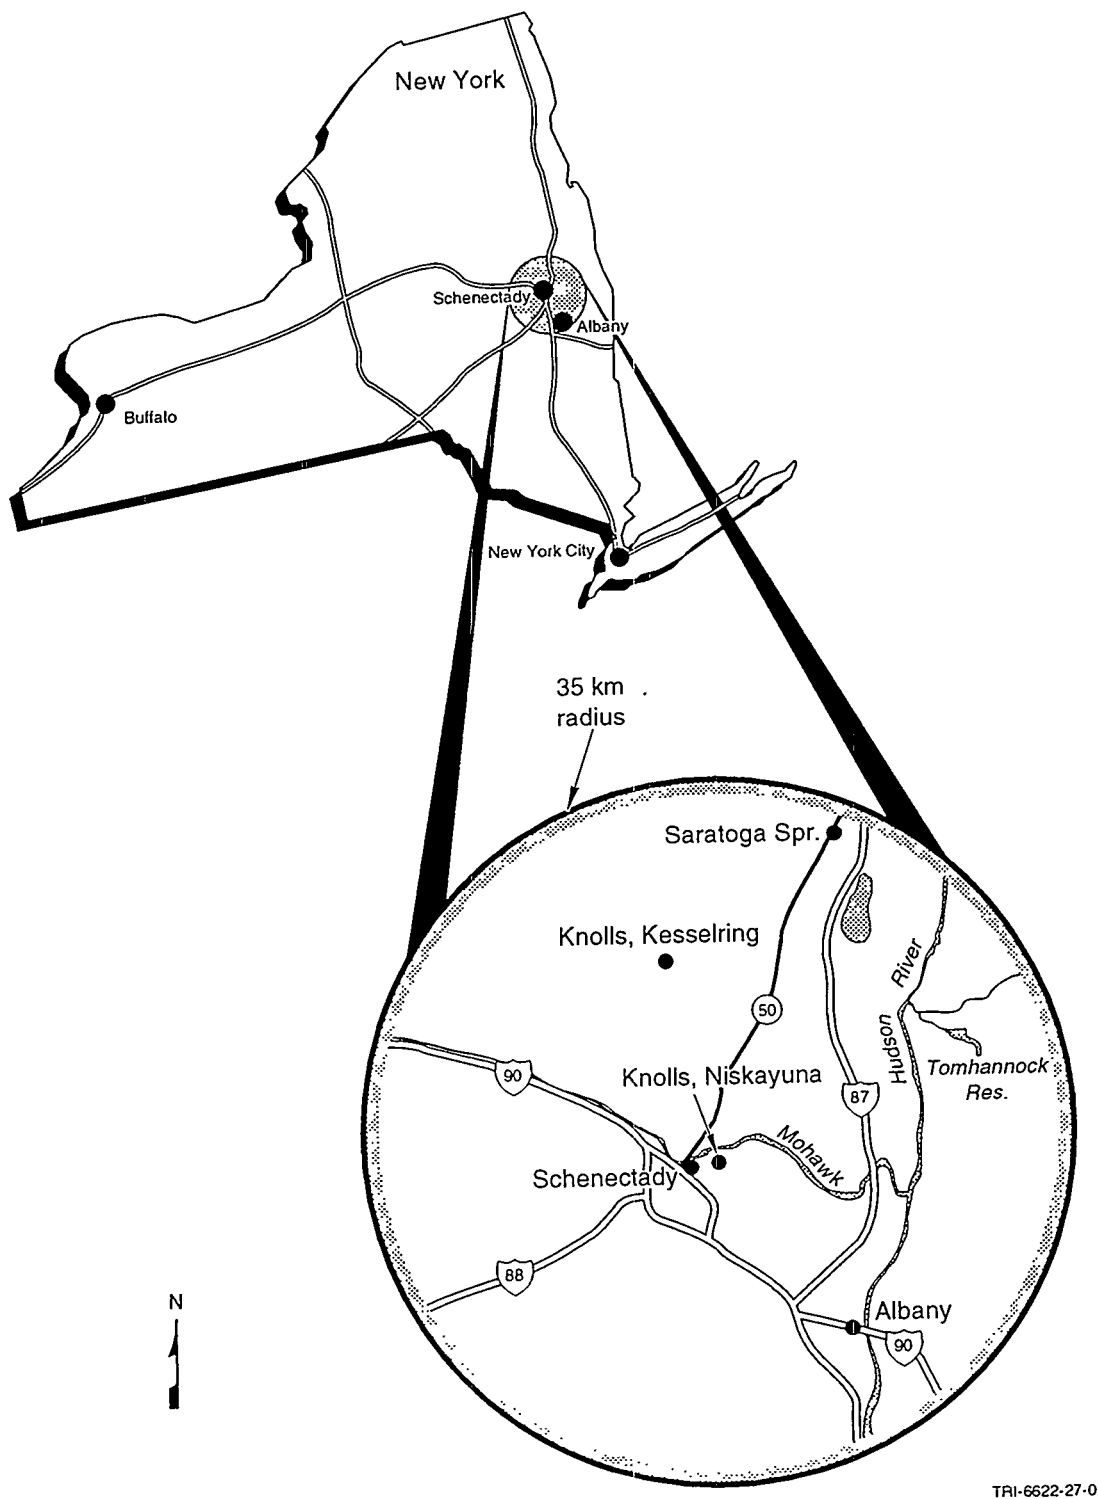 New York
Schenectady
Albany
Buffalo
New York City
35 km
radius
Saratoga Spr.
Knolls, Kesselring
River
50
Hudson
90
Knolls, Niskayuna
87
Tomhannock
Res.
Mohawk
Schenectady
88
N
Albany
90
TRI-6622-27-0